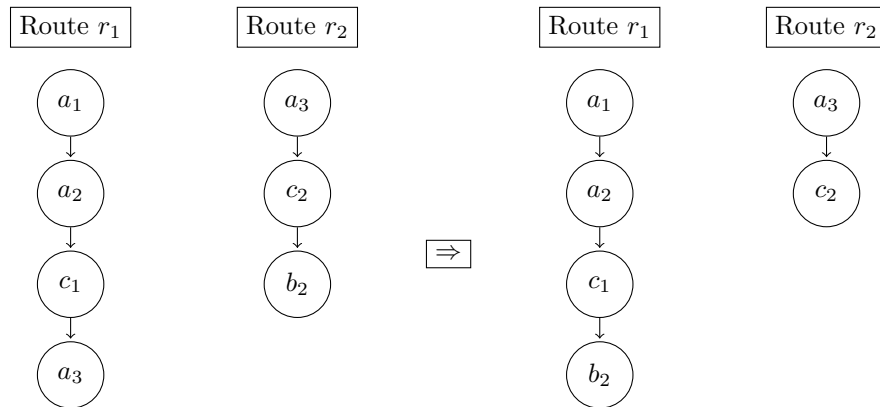 Route r₁ Route r₂ Route r₁ Route r₂
a₁ a₃ a₁ a₃
a₂ c₂ a₂ c₂
⇒
c₁ b₂ c₁
a₃ b₂